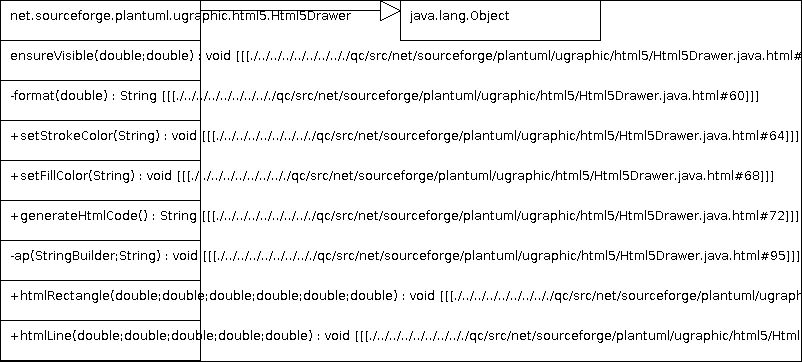 net.sourceforge.plantuml.ugraphic.html5.Html5Drawer
java.lang.Object
ensureVisible(double;double) : void [[[./../../../../../../../qc/src/net/sourceforge/plantuml/ugraphic/html5/Html5Drawer.java.html#
-format(double) : String [[[./../../../../../../../qc/src/net/sourceforge/plantuml/ugraphic/html5/Html5Drawer.java.html#60]]]
+setStrokeColor(String) : void [[[./../../../../../../../qc/src/net/sourceforge/plantuml/ugraphic/html5/Html5Drawer.java.html#64]]]
+setFillColor(String) : void [[[./../../../../../../../qc/src/net/sourceforge/plantuml/ugraphic/html5/Html5Drawer.java.html#68]]]
+generateHtmlCode() : String [[[./../../../../../../../qc/src/net/sourceforge/plantuml/ugraphic/html5/Html5Drawer.java.html#72]]]
-ap(StringBuilder;String) : void [[[./../../../../../../../qc/src/net/sourceforge/plantuml/ugraphic/html5/Html5Drawer.java.html#95]]]
+htmlRectangle(double;double;double;double;double;double) : void [[[./../../../../../../../qc/src/net/sourceforge/plantuml/ugraph
+htmlLine(double;double;double;double;double) : void [[[./../../../../../../../qc/src/net/sourceforge/plantuml/ugraphic/html5/Html